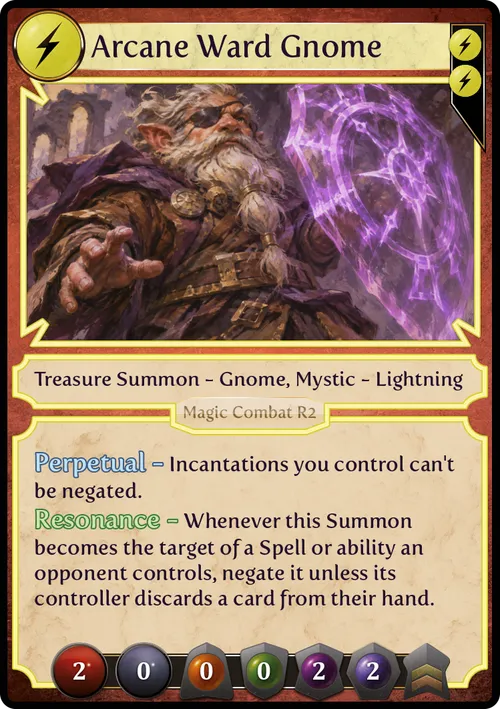 Arcane Ward Gnome
Treasure Summon – Gnome, Mystic – Lightning
Magic Combat R2
Perpetual – Incantations you control can't
be negated.
Resonance – Whenever this Summon
becomes the target of a Spell or ability an
opponent controls, negate it unless its
controller discards a card from their hand.
2* 0* 0 0 2 2